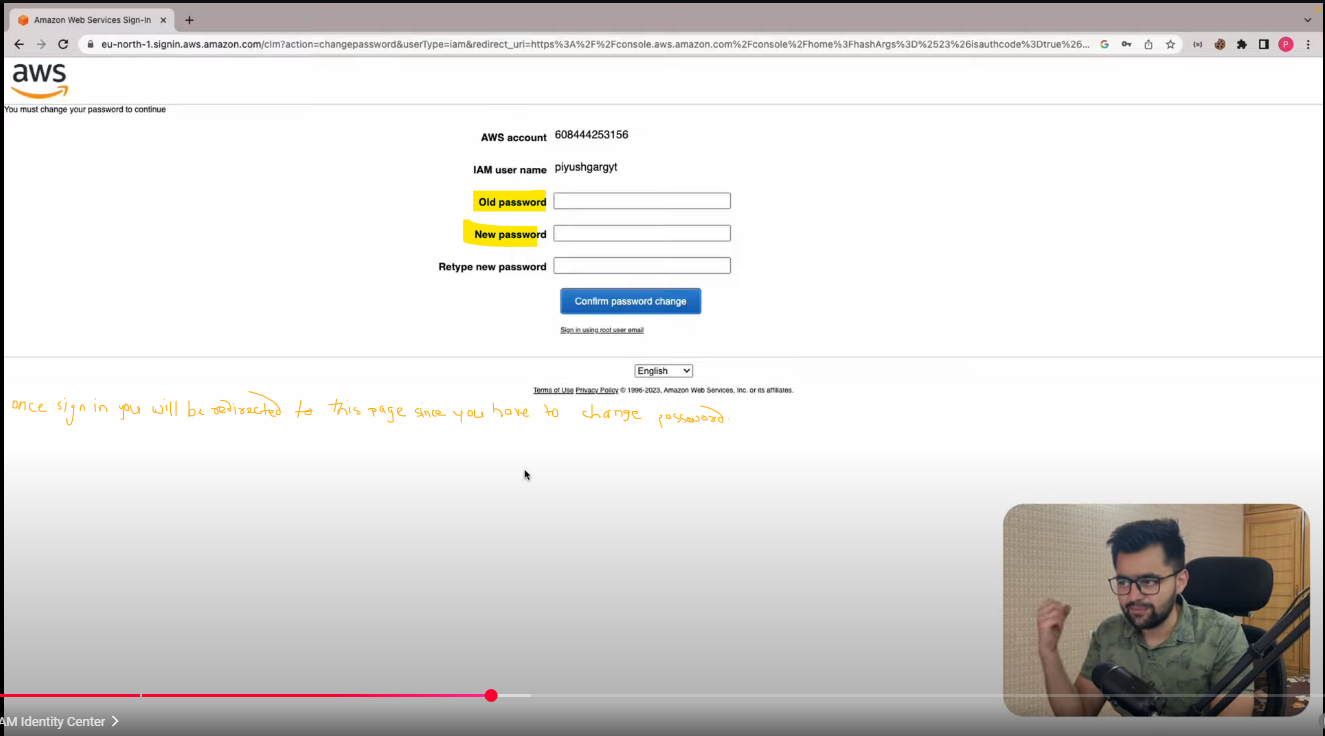 Amazon Web Services Sign-In
eu-north-1.signin.aws.amazon.com/clm?action=changepassword&userType=iam&redirect_uri=https%3A%2F%2Fconsole.aws.amazon.com%2Fconsole%2Fhome%3FhashArgs%3D%2523%26isauthcode%3Dtrue%26...
P
aws
You must change your password to continue
AWS account 608444253156
IAM user name piyushgargyt
Old password
New password
Retype new password
Confirm password change
Sign in using root user email
English
Terms of Use Privacy Policy © 1996-2023, Amazon Web Services, Inc. or its affiliates.
once sign in you will be redirected to this page since you have to change password.
AM Identity Center